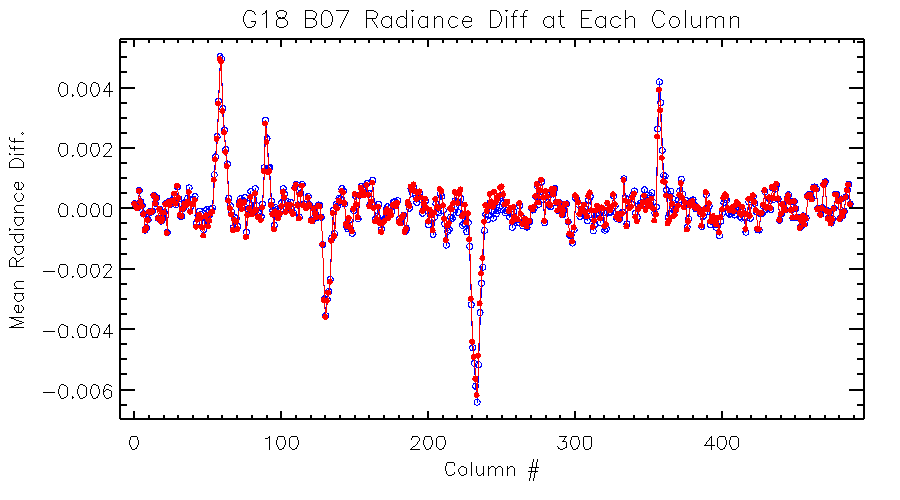 G18 B07 Radiance Diff at Each Column
Mean Radiance Diff.
0.004
0.002
0.000
−0.002
−0.004
−0.006
0 100 200 300 400
Column #